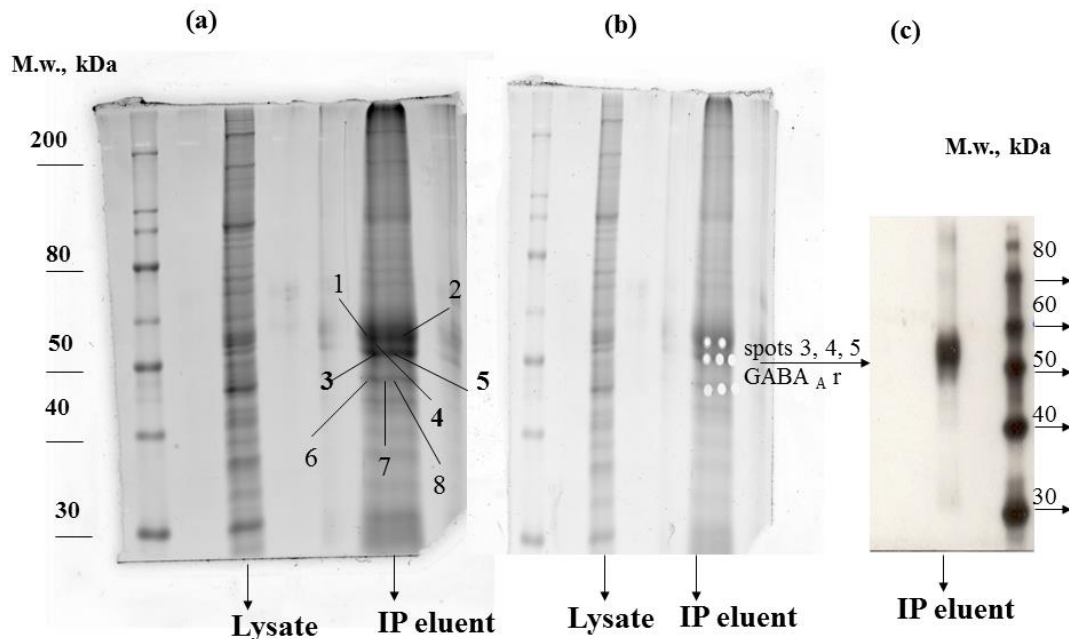 (a)
M.w., kDa
200
80
50
40
30
1
2
3
4
5
6
7
8
Lysate
IP eluent
(b)
spots 3, 4, 5
GABA A r
Lysate
IP eluent
(c)
M.w., kDa
80
60
50
40
30
IP eluent